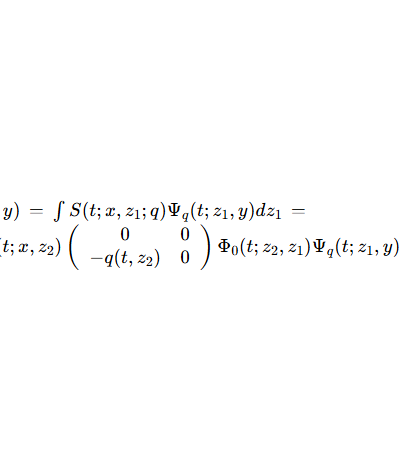 y) = ∫ S(t; x, z₁; q)Ψ_q(t; z₁, y)dz₁ =
(t; x, z₂) ( 0 0
−q(t, z₂) 0 ) Φ₀(t; z₂, z₁)Ψ_q(t; z₁, y)